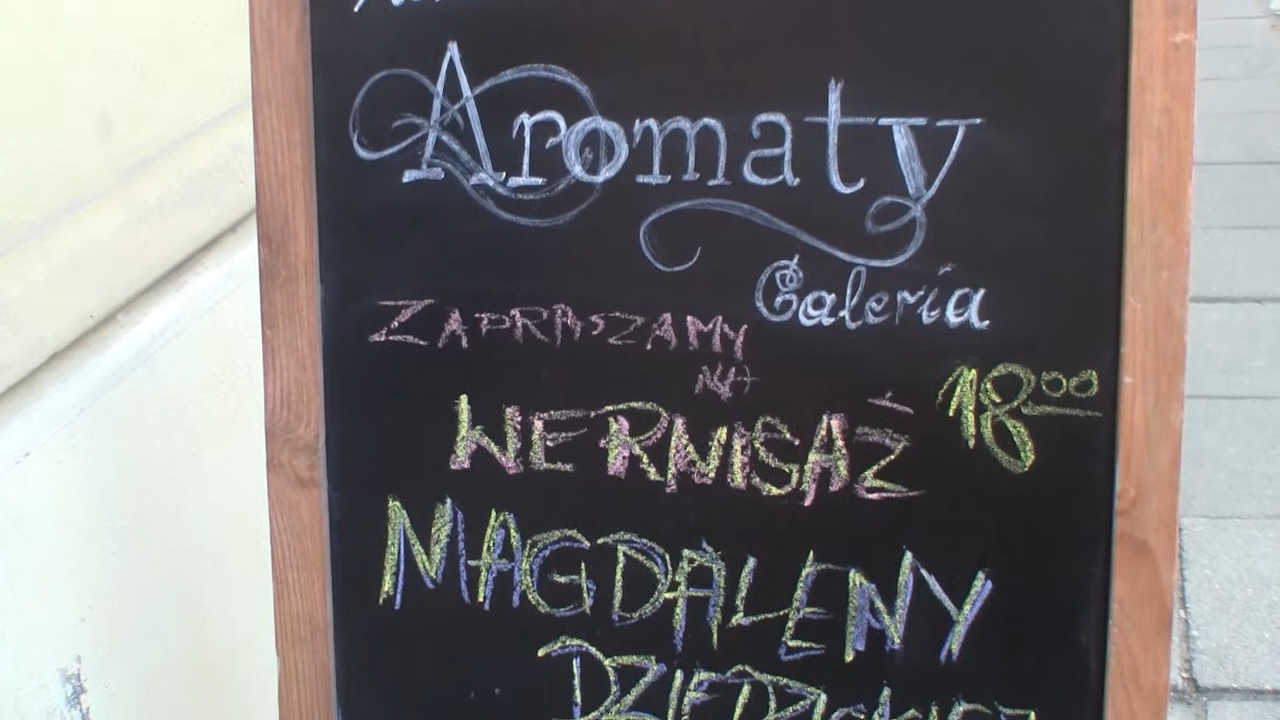 Aromaty
Galeria
ZAPRASZAMY
NA
WERNISAŻ 18⁰⁰
MAGDALENY